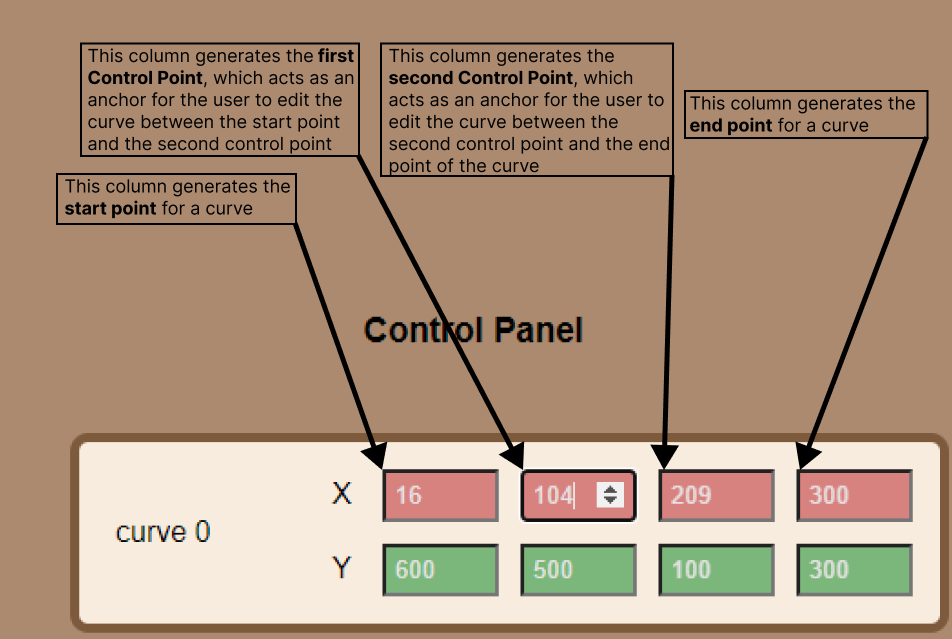 This column generates the first
Control Point, which acts as an
anchor for the user to edit the
curve between the start point
and the second control point
This column generates the
second Control Point, which
acts as an anchor for the user to
edit the curve between the
second control point and the end
point of the curve
This column generates the
end point for a curve
This column generates the
start point for a curve
Control Panel
curve 0
X 16 104 209 300
Y 600 500 100 300